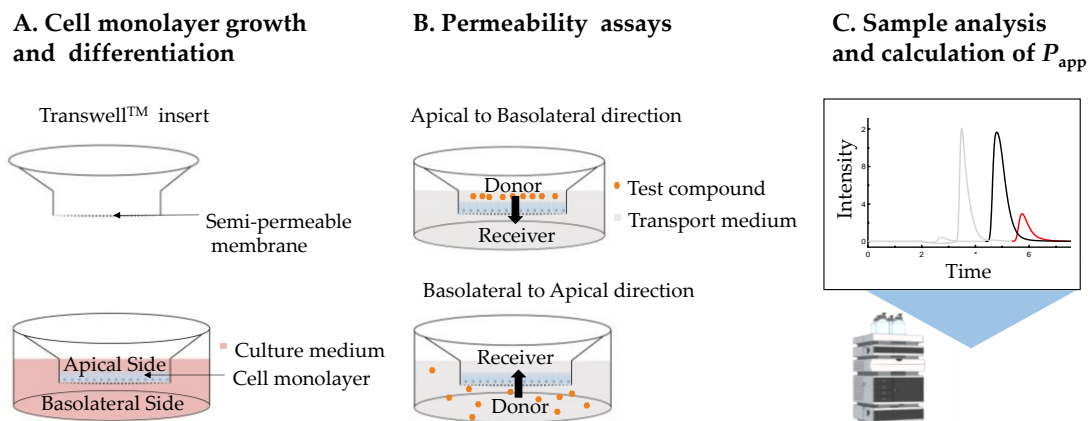 A. Cell monolayer growth
and differentiation
Transwell™ insert
Semi-permeable
membrane
Apical Side
Basolateral Side
Culture medium
Cell monolayer
B. Permeability assays
Apical to Basolateral direction
Donor
Receiver
Test compound
Transport medium
Basolateral to Apical direction
Receiver
Donor
C. Sample analysis
and calculation of Papp
Intensity
2
8
4
0
0
2
4
6
Time